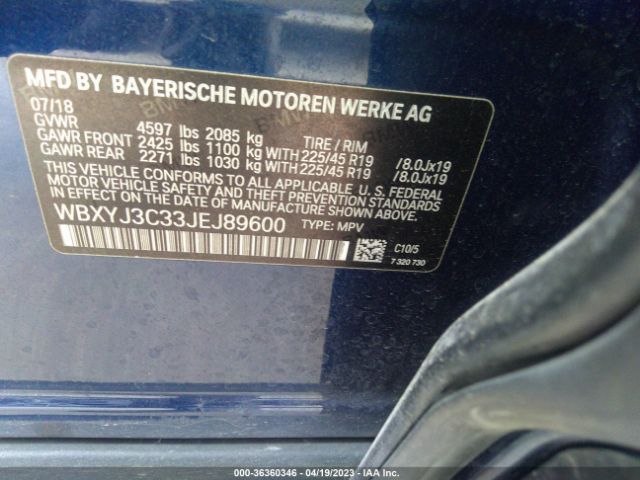 MFD BY BAYERISCHE MOTOREN WERKE AG
07/18
GVWR 4597 lbs 2085 kg TIRE / RIM
GAWR FRONT 2425 lbs 1100 kg WITH 225/45 R19 /8.0Jx19
GAWR REAR 2271 lbs 1030 kg WITH 225/45 R19 /8.0Jx19
THIS VEHICLE CONFORMS TO ALL APPLICABLE U.S. FEDERAL
MOTOR VEHICLE SAFETY, BUMPER, AND THEFT PREVENTION
STANDARDS IN EFFECT ON THE DATE OF MANUFACTURE SHOWN ABOVE.
WBXYJ3C33JEJ89600 TYPE: MPV
C10/5
7 320 730
000-36360346 - 04/19/2023 - IAA Inc.